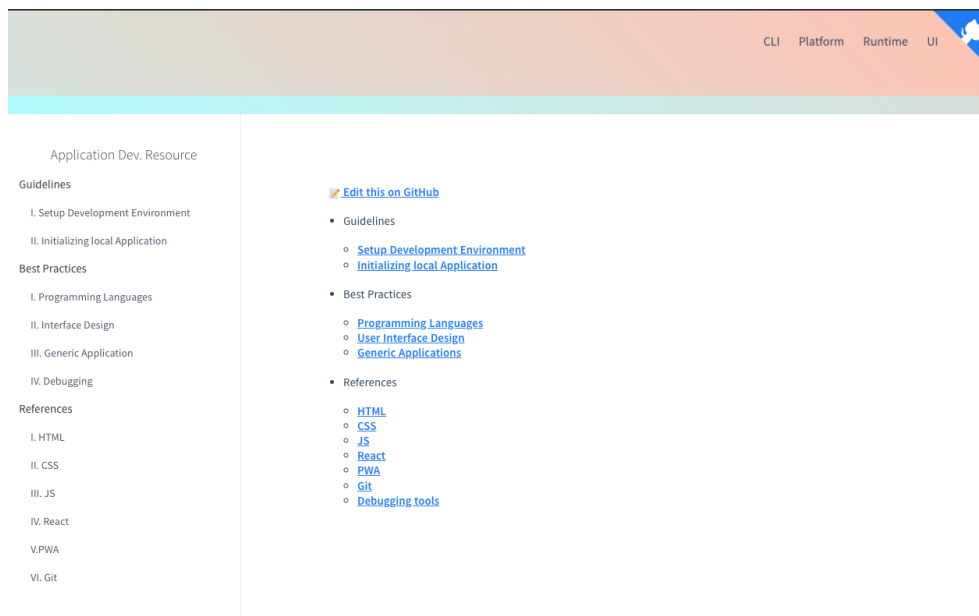 CLI Platform Runtime UI
Application Dev. Resource
Guidelines
I. Setup Development Environment
II. Initializing local Application
Best Practices
I. Programming Languages
II. Interface Design
III. Generic Application
IV. Debugging
References
I. HTML
II. CSS
III. JS
IV. React
V.PWA
VI. Git
📝 Edit this on GitHub
• Guidelines
◦ Setup Development Environment
◦ Initializing local Application
• Best Practices
◦ Programming Languages
◦ User Interface Design
◦ Generic Applications
• References
◦ HTML
◦ CSS
◦ JS
◦ React
◦ PWA
◦ Git
◦ Debugging tools